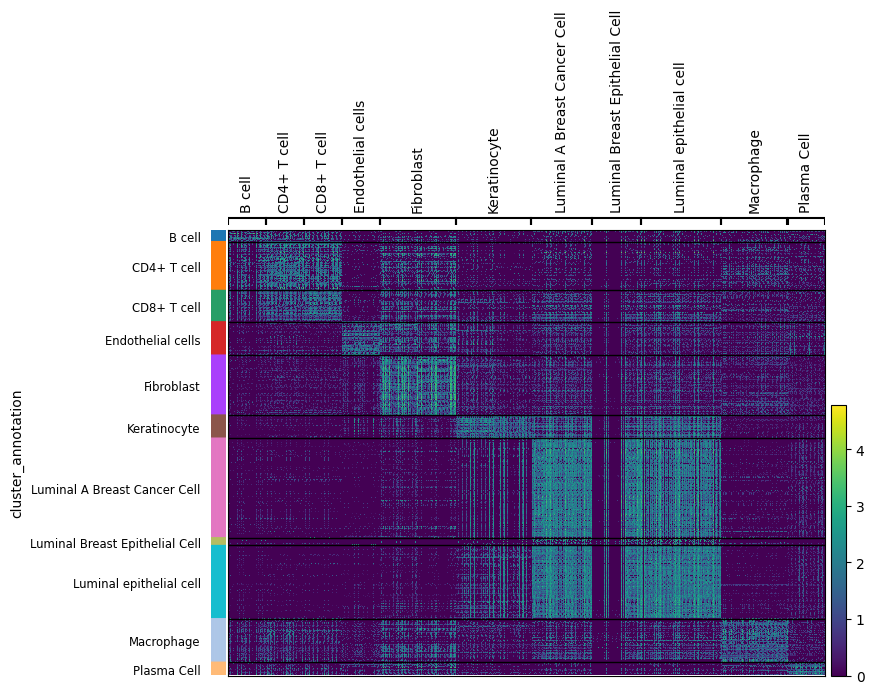 B cell
CD4+ T cell
CD8+ T cell
Endothelial cells
Fibroblast
Keratinocyte
Luminal A Breast Cancer Cell
Luminal Breast Epithelial Cell
Luminal epithelial cell
Macrophage
Plasma Cell
cluster_annotation
B cell
CD4+ T cell
CD8+ T cell
Endothelial cells
Fibroblast
Keratinocyte
Luminal A Breast Cancer Cell
Luminal Breast Epithelial Cell
Luminal epithelial cell
Macrophage
Plasma Cell
4
3
2
1
0